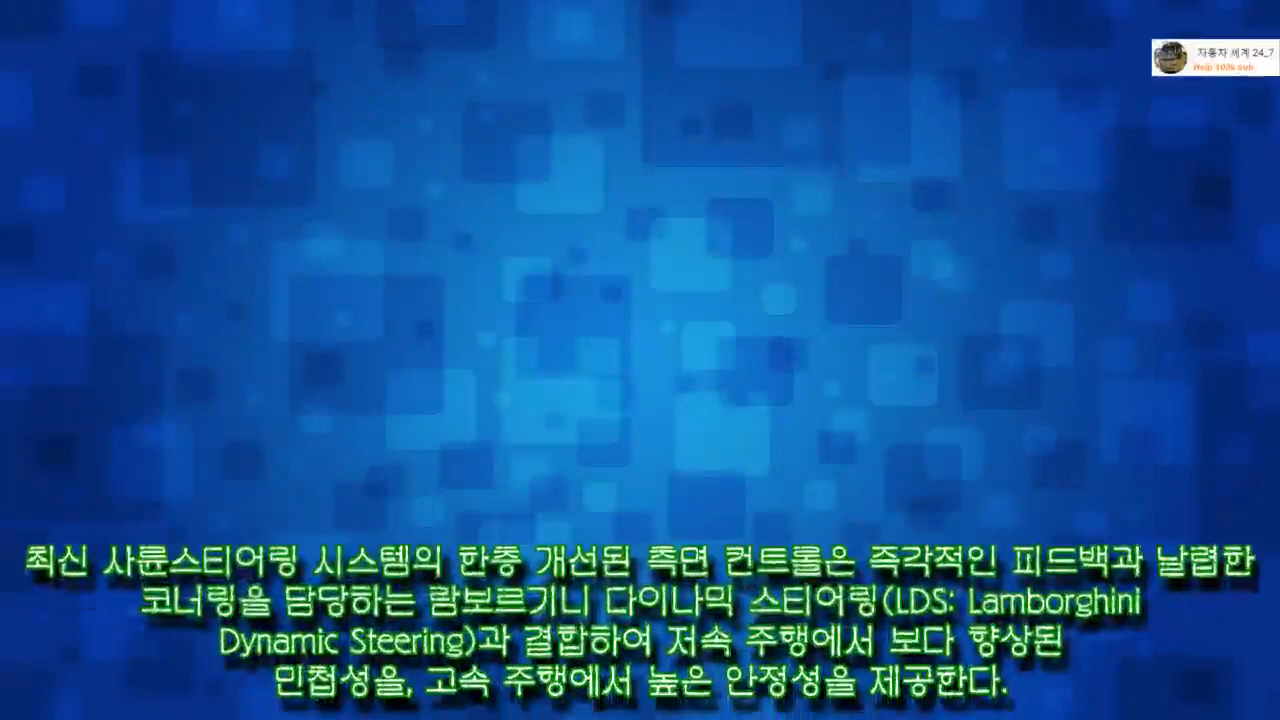 자동차 세계 24_7
Help 100k sub
최신 사륜스티어링 시스템의 한층 개선된 측면 컨트롤은 즉각적인 피드백과 날렵한
코너링을 담당하는 람보르기니 다이나믹 스티어링(LDS: Lamborghini
Dynamic Steering)과 결합하여 저속 주행에서 보다 향상된
민첩성을, 고속 주행에서 높은 안정성을 제공한다.